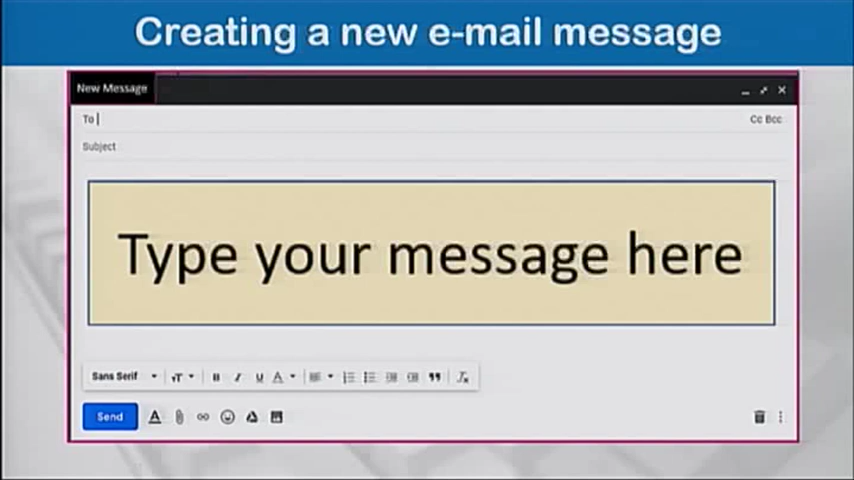 Creating a new e-mail message
New Message
To
Cc Bcc
Subject
Type your message here
Sans Serif
Send